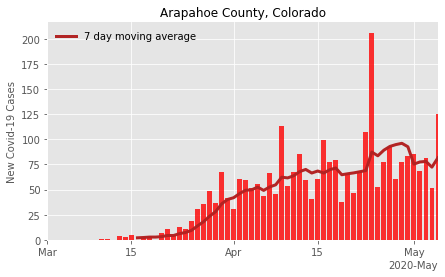 Arapahoe County, Colorado
7 day moving average
New Covid-19 Cases
200
175
150
125
100
75
50
25
0
Mar 15 Apr 15 May
2020-May